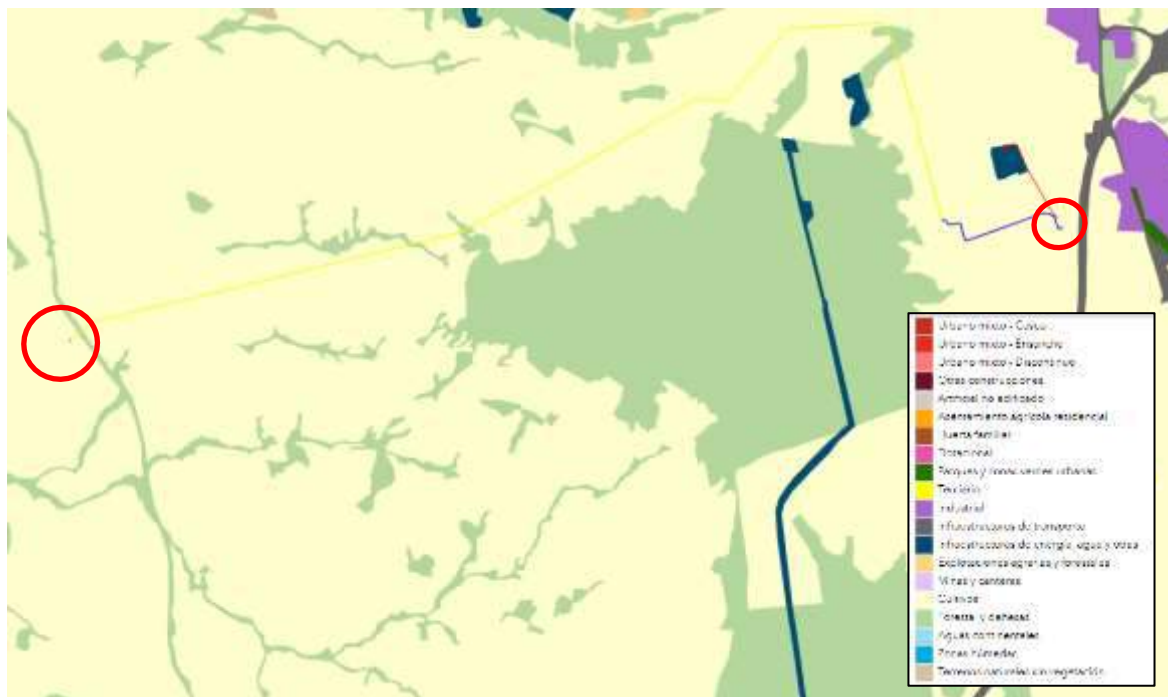 Urbano mixto - Casco
Urbano mixto - Ensanche
Urbano mixto - Discontinuo
Otras construcciones
Artificial no edificado
Asentamiento agrícola residencial
Huerta familiar
Dotacional
Parques y zonas verdes urbanas
Terciario
Industrial
Infraestructuras de transporte
Infraestructuras de energía, agua y otras
Explotaciones agrarias y forestales
Minas y canteras
Cultivos
Forestal y dehesas
Aguas continentales
Zonas húmedas
Terrenos naturales sin vegetación